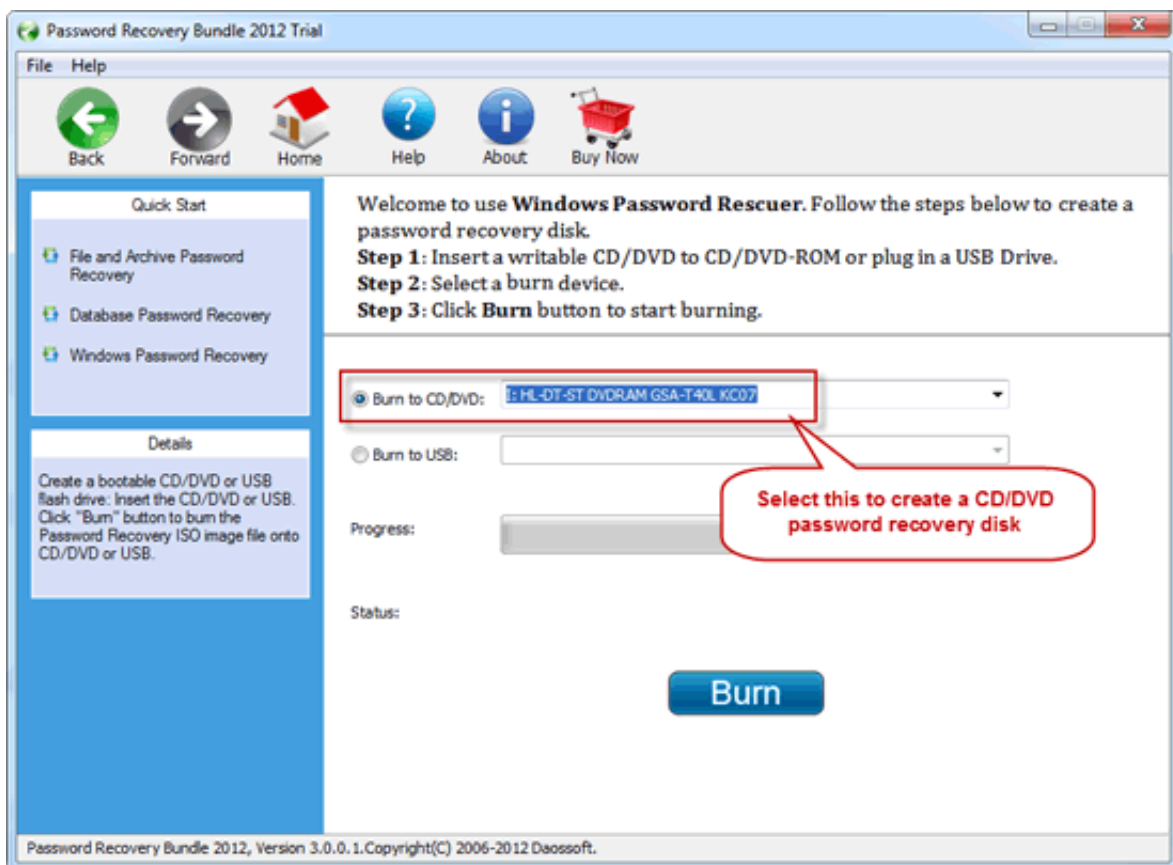 Password Recovery Bundle 2012 Trial
File Help
Back Forward Home Help About Buy Now
Quick Start
File and Archive Password
Recovery
Database Password Recovery
Windows Password Recovery
Details
Create a bootable CD/DVD or USB
flash drive: Insert the CD/DVD or USB.
Click "Burn" button to burn the
Password Recovery ISO image file onto
CD/DVD or USB.
Welcome to use Windows Password Rescuer. Follow the steps below to create a
password recovery disk.
Step 1: Insert a writable CD/DVD to CD/DVD-ROM or plug in a USB Drive.
Step 2: Select a burn device.
Step 3: Click Burn button to start burning.
Burn to CD/DVD: I: HL-DT-ST DVDRAM GSA-T40L KC07
Burn to USB:
Select this to create a CD/DVD
password recovery disk
Progress:
Status:
Burn
Password Recovery Bundle 2012, Version 3.0.0.1.Copyright(C) 2006-2012 Daossoft.